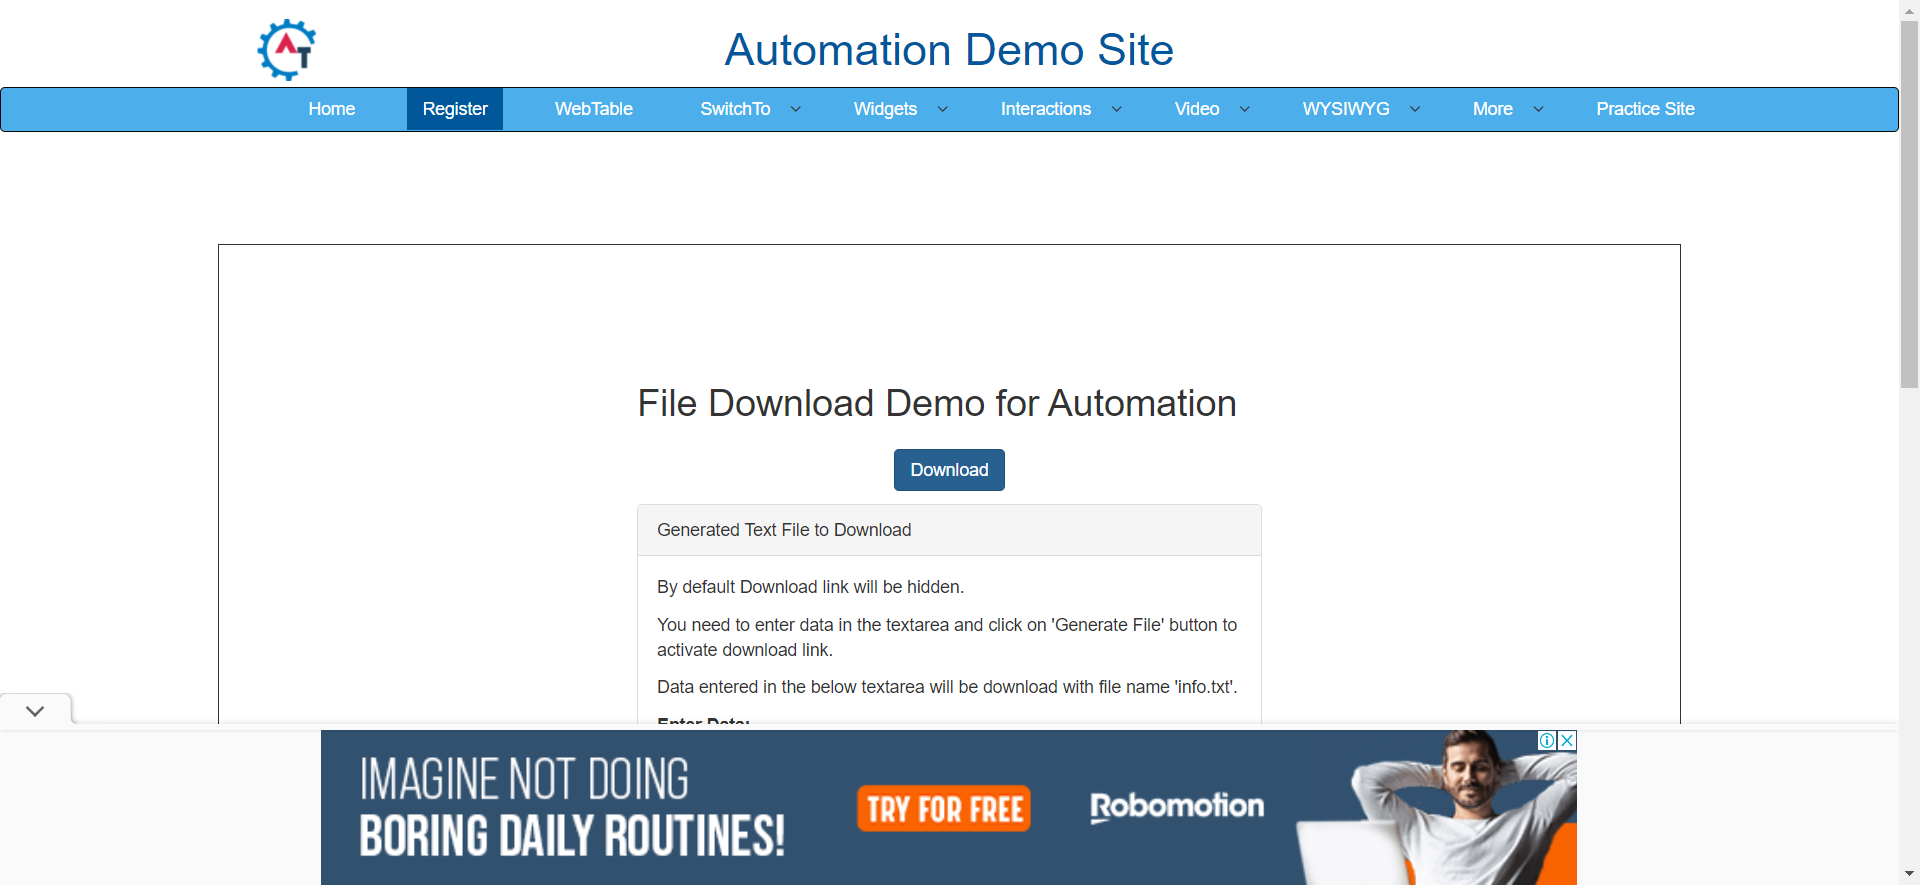 AT
Automation Demo Site
Home Register WebTable SwitchTo Widgets Interactions Video WYSIWYG More Practice Site
File Download Demo for Automation
Download
Generated Text File to Download
By default Download link will be hidden.
You need to enter data in the textarea and click on 'Generate File' button to
activate download link.
Data entered in the below textarea will be download with file name 'info.txt'.
Enter Data:
IMAGINE NOT DOING
BORING DAILY ROUTINES!
TRY FOR FREE
Robomotion